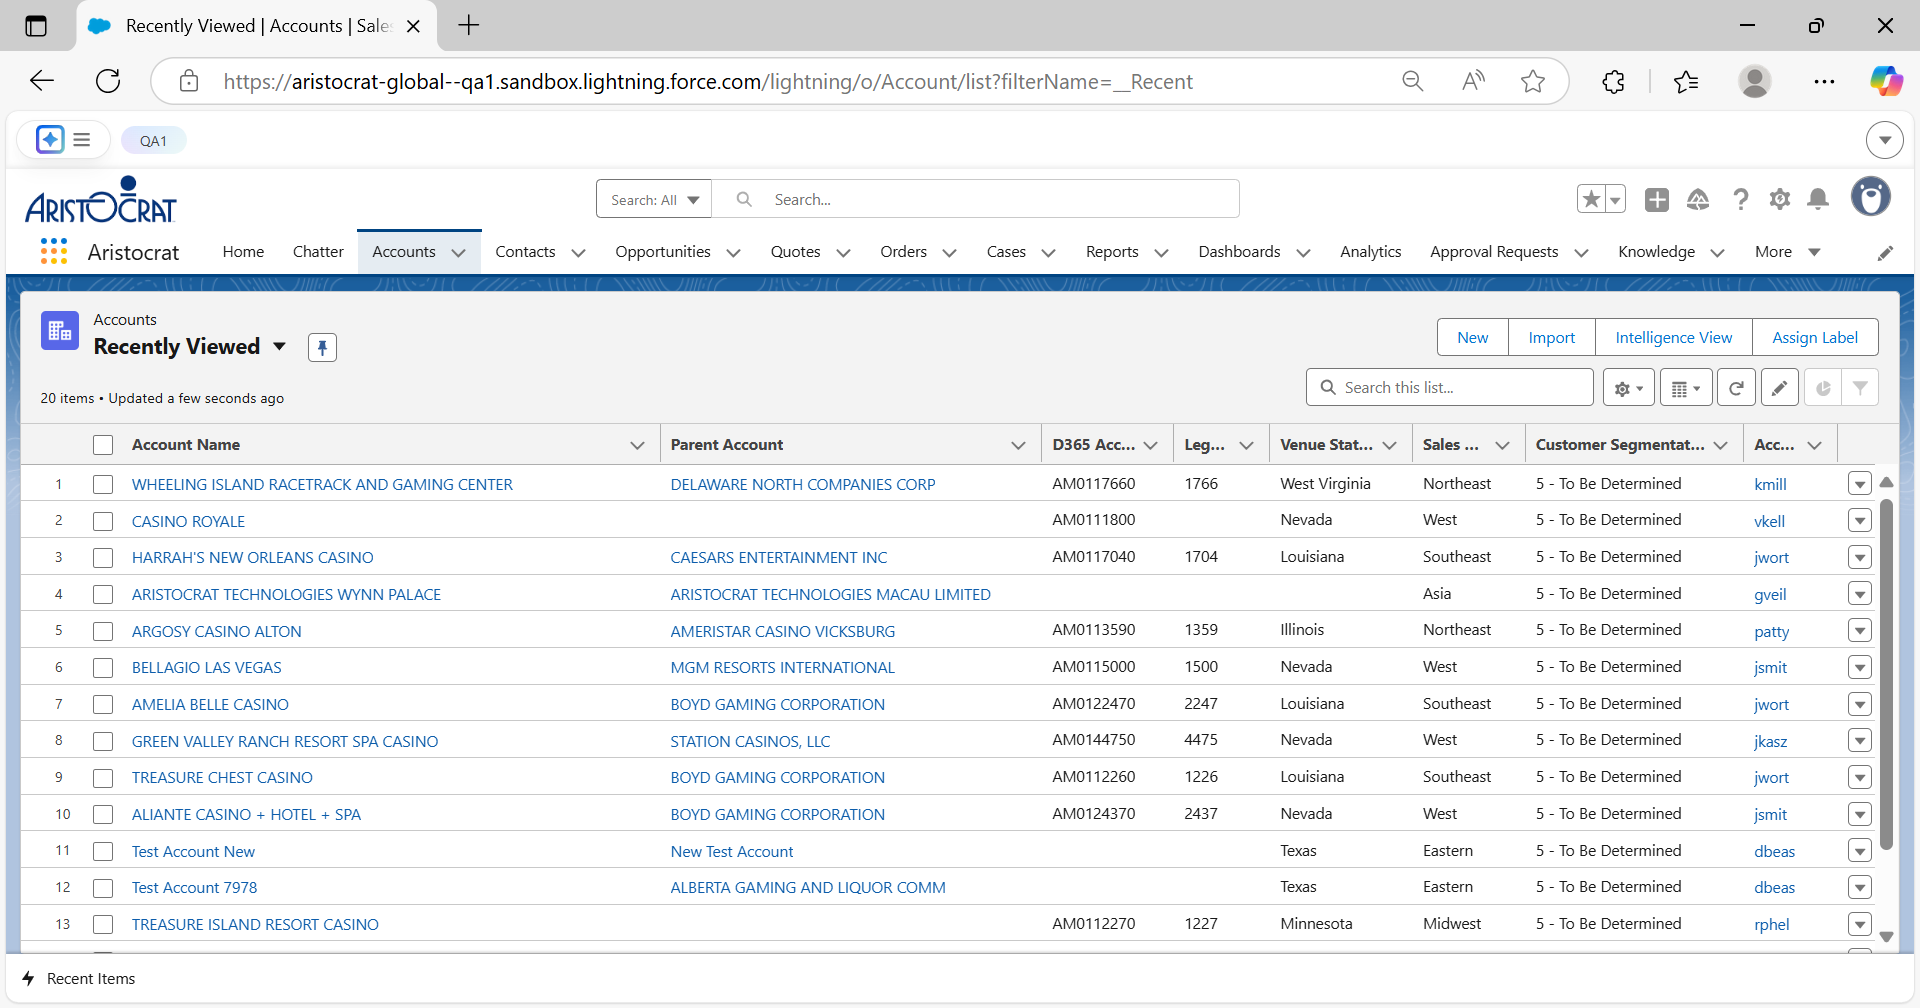 Recently Viewed | Accounts | Sales
https://aristocrat-global--qa1.sandbox.lightning.force.com/lightning/o/Account/list?filterName=__Recent
QA1
ARISTOCRAT
Search: All
Search...
Aristocrat
Home
Chatter
Accounts
Contacts
Opportunities
Quotes
Orders
Cases
Reports
Dashboards
Analytics
Approval Requests
Knowledge
More
Accounts
Recently Viewed
New
Import
Intelligence View
Assign Label
20 items • Updated a few seconds ago
Search this list...
Account Name Parent Account D365 Acc... Leg... Venue Stat... Sales ... Customer Segmentat... Acc...
1 WHEELING ISLAND RACETRACK AND GAMING CENTER DELAWARE NORTH COMPANIES CORP AM0117660 1766 West Virginia Northeast 5 - To Be Determined kmill
2 CASINO ROYALE AM0111800 Nevada West 5 - To Be Determined vkell
3 HARRAH'S NEW ORLEANS CASINO CAESARS ENTERTAINMENT INC AM0117040 1704 Louisiana Southeast 5 - To Be Determined jwort
4 ARISTOCRAT TECHNOLOGIES WYNN PALACE ARISTOCRAT TECHNOLOGIES MACAU LIMITED Asia 5 - To Be Determined gveil
5 ARGOSY CASINO ALTON AMERISTAR CASINO VICKSBURG AM0113590 1359 Illinois Northeast 5 - To Be Determined patty
6 BELLAGIO LAS VEGAS MGM RESORTS INTERNATIONAL AM0115000 1500 Nevada West 5 - To Be Determined jsmit
7 AMELIA BELLE CASINO BOYD GAMING CORPORATION AM0122470 2247 Louisiana Southeast 5 - To Be Determined jwort
8 GREEN VALLEY RANCH RESORT SPA CASINO STATION CASINOS, LLC AM0144750 4475 Nevada West 5 - To Be Determined jkasz
9 TREASURE CHEST CASINO BOYD GAMING CORPORATION AM0112260 1226 Louisiana Southeast 5 - To Be Determined jwort
10 ALIANTE CASINO + HOTEL + SPA BOYD GAMING CORPORATION AM0124370 2437 Nevada West 5 - To Be Determined jsmit
11 Test Account New New Test Account Texas Eastern 5 - To Be Determined dbeas
12 Test Account 7978 ALBERTA GAMING AND LIQUOR COMM Texas Eastern 5 - To Be Determined dbeas
13 TREASURE ISLAND RESORT CASINO AM0112270 1227 Minnesota Midwest 5 - To Be Determined rphel
Recent Items